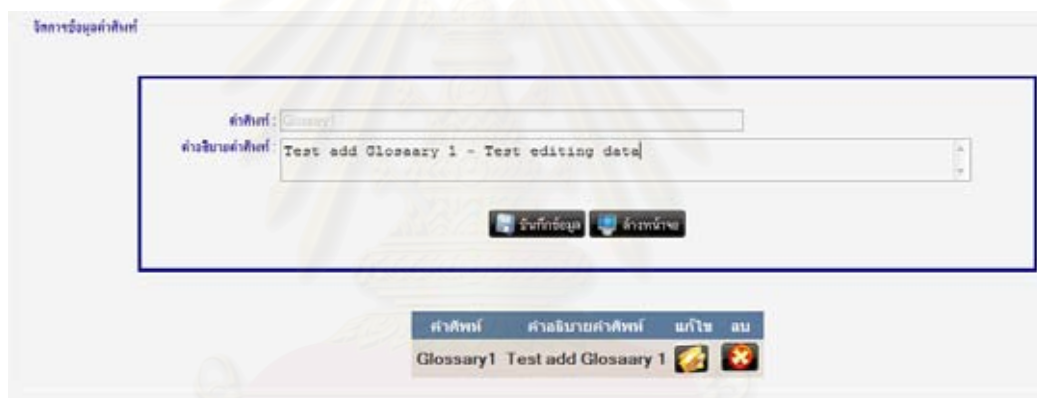 จัดการข้อมูลคำศัพท์
คำศัพท์ : Glossary1
คำอธิบายคำศัพท์ : Test add Glosaary 1 - Test editing data
บันทึกข้อมูล ล้างหน้าจอ
คำศัพท์ คำอธิบายคำศัพท์ แก้ไข ลบ
Glossary1 Test add Glosaary 1